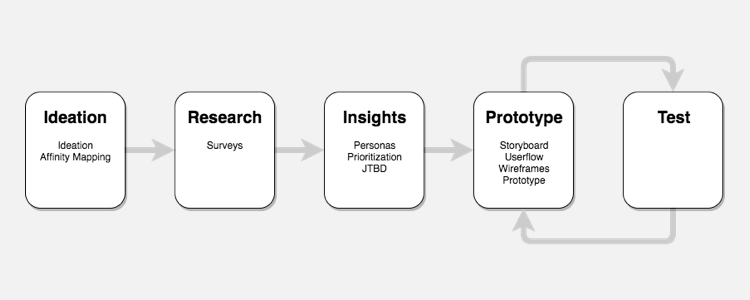 Ideation
Ideation
Affinity Mapping
Research
Surveys
Insights
Personas
Prioritization
JTBD
Prototype
Storyboard
Userflow
Wireframes
Prototype
Test